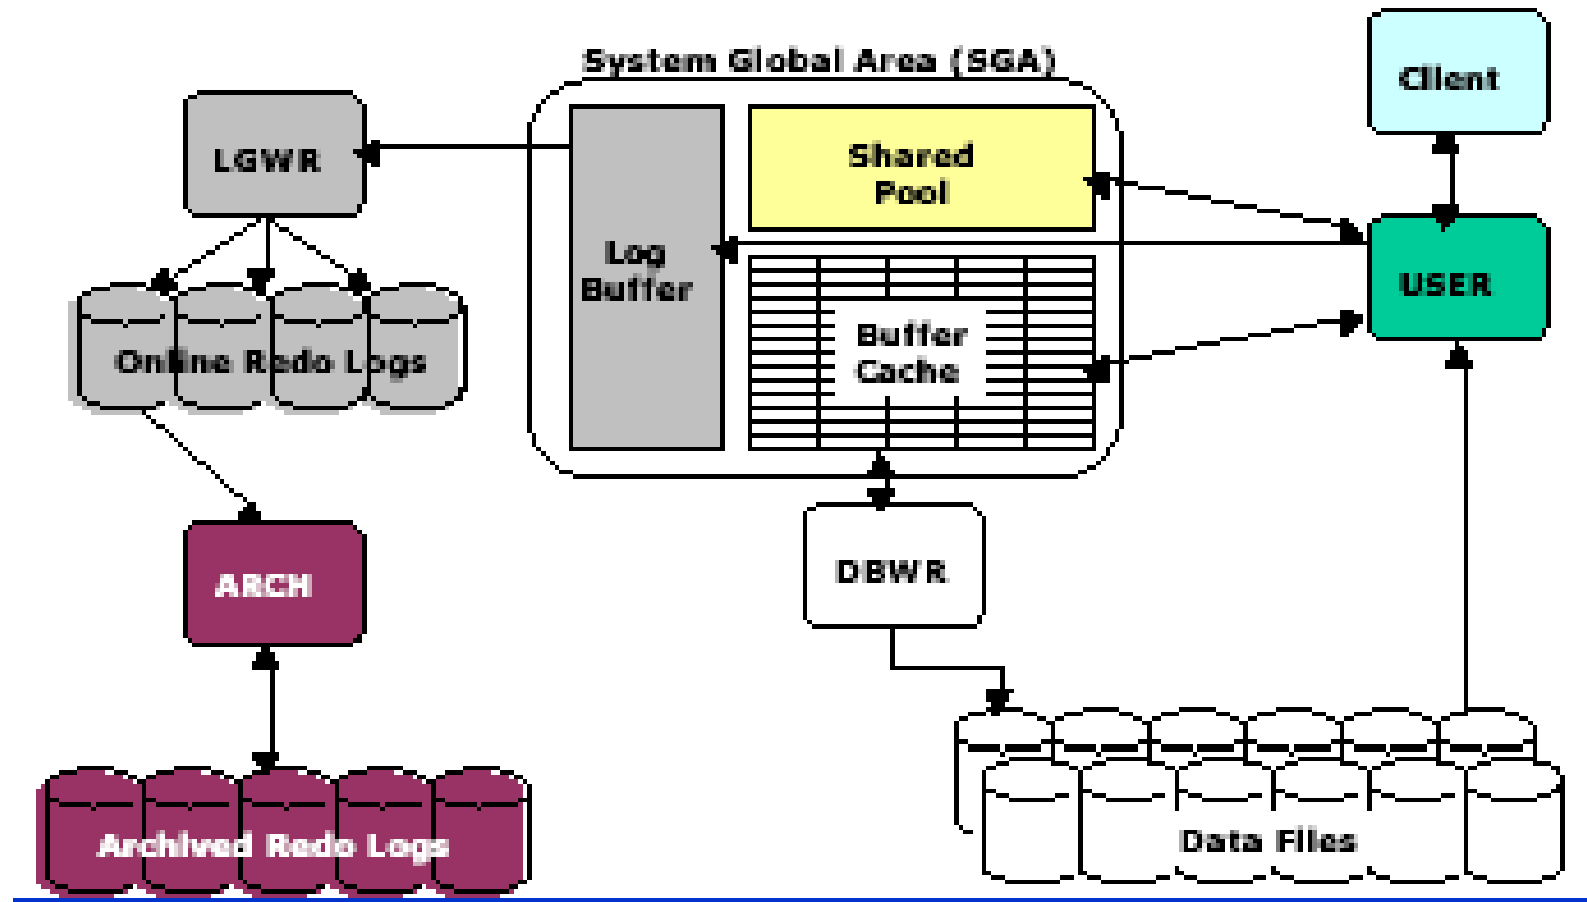 System Global Area (SGA)
Client
LGWR
Shared
Pool
Log
Buffer
USER
Buffer
Cache
Online Redo Logs
ARCH
DBWR
Archived Redo Logs
Data Files